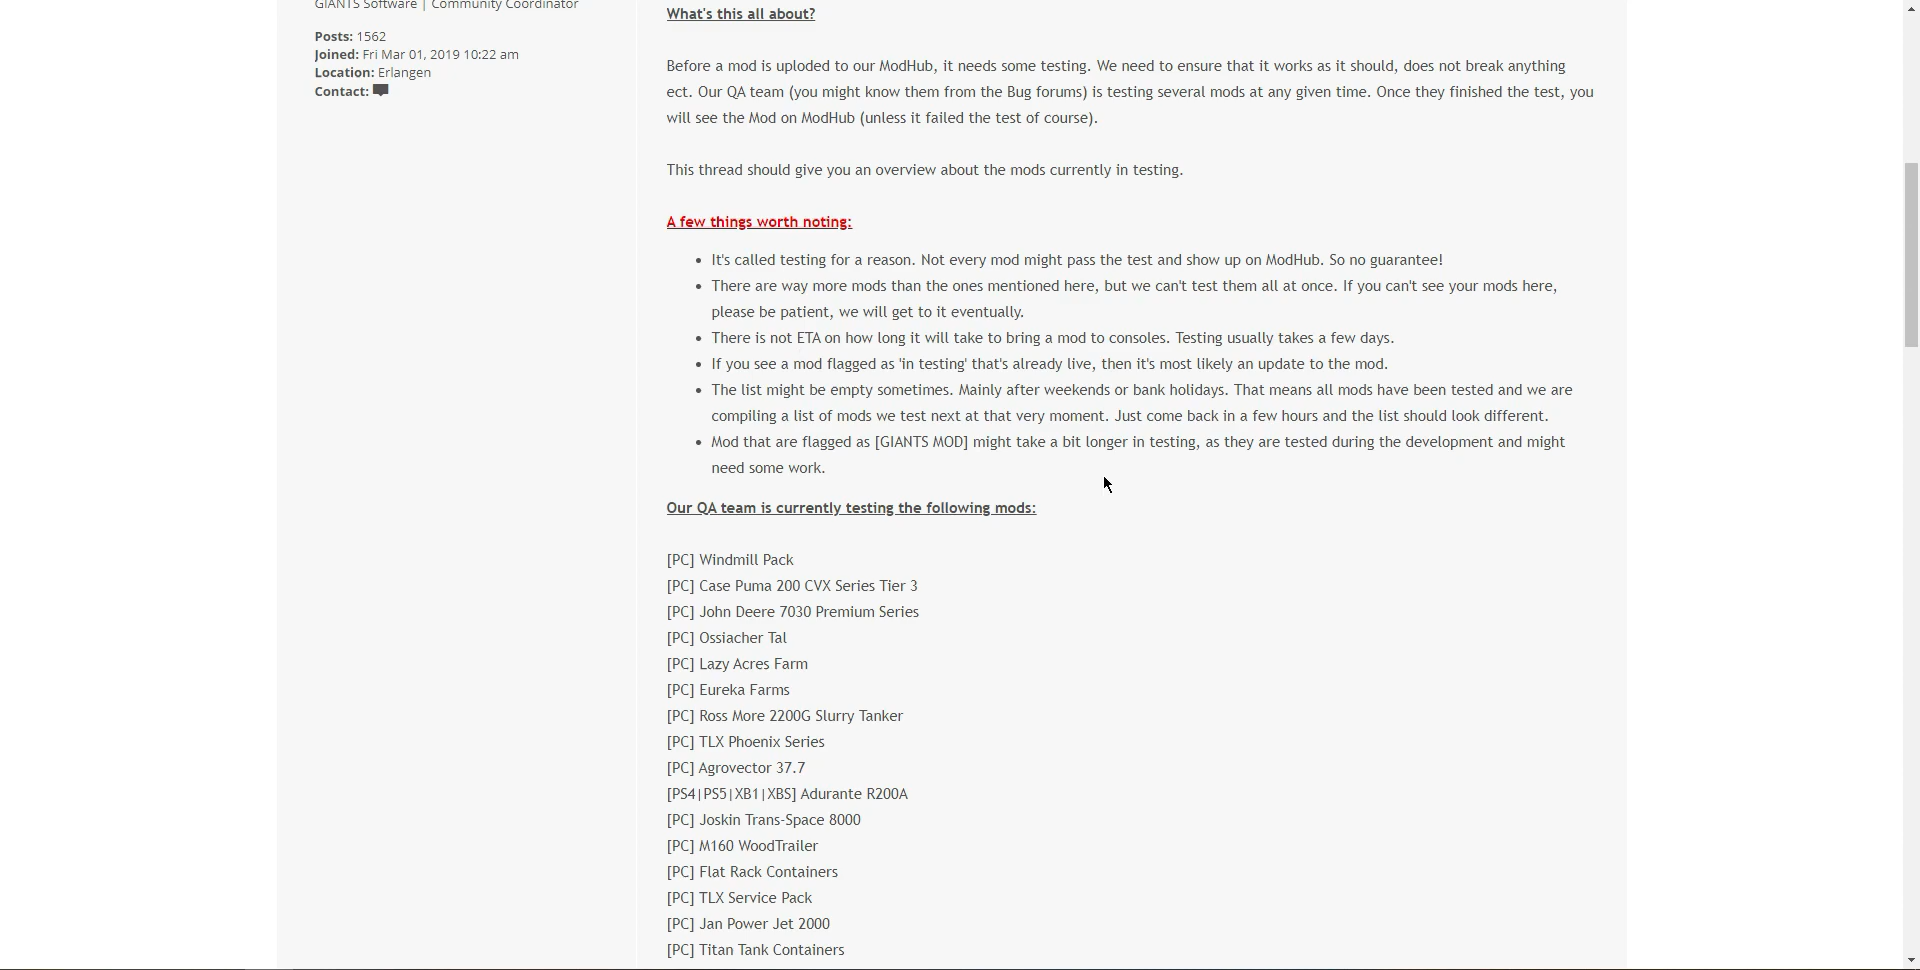 GIANTS Software | Community Coordinator
Posts: 1562
Joined: Fri Mar 01, 2019 10:22 am
Location: Erlangen
Contact:
What's this all about?
Before a mod is uploded to our ModHub, it needs some testing. We need to ensure that it works as it should, does not break anything
ect. Our QA team (you might know them from the Bug forums) is testing several mods at any given time. Once they finished the test, you
will see the Mod on ModHub (unless it failed the test of course).
This thread should give you an overview about the mods currently in testing.
A few things worth noting:
• It's called testing for a reason. Not every mod might pass the test and show up on ModHub. So no guarantee!
• There are way more mods than the ones mentioned here, but we can't test them all at once. If you can't see your mods here,
please be patient, we will get to it eventually.
• There is not ETA on how long it will take to bring a mod to consoles. Testing usually takes a few days.
• If you see a mod flagged as 'in testing' that's already live, then it's most likely an update to the mod.
• The list might be empty sometimes. Mainly after weekends or bank holidays. That means all mods have been tested and we are
compiling a list of mods we test next at that very moment. Just come back in a few hours and the list should look different.
• Mod that are flagged as [GIANTS MOD] might take a bit longer in testing, as they are tested during the development and might
need some work.
Our QA team is currently testing the following mods:
[PC] Windmill Pack
[PC] Case Puma 200 CVX Series Tier 3
[PC] John Deere 7030 Premium Series
[PC] Ossiacher Tal
[PC] Lazy Acres Farm
[PC] Eureka Farms
[PC] Ross More 2200G Slurry Tanker
[PC] TLX Phoenix Series
[PC] Agrovector 37.7
[PS4|PS5|XB1|XBS] Adurante R200A
[PC] Joskin Trans-Space 8000
[PC] M160 WoodTrailer
[PC] Flat Rack Containers
[PC] TLX Service Pack
[PC] Jan Power Jet 2000
[PC] Titan Tank Containers